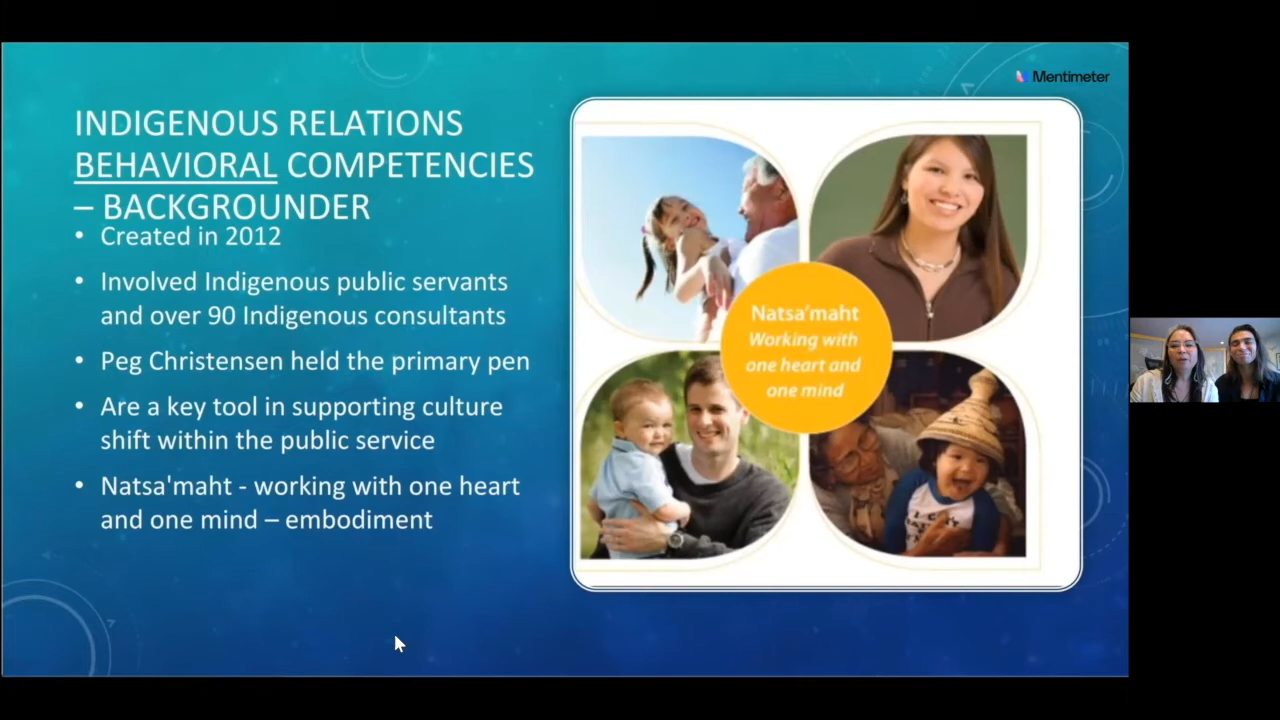 Mentimeter
INDIGENOUS RELATIONS
BEHAVIORAL COMPETENCIES
– BACKGROUNDER
• Created in 2012
• Involved Indigenous public servants
and over 90 Indigenous consultants
• Peg Christensen held the primary pen
• Are a key tool in supporting culture
shift within the public service
• Natsa'maht - working with one heart
and one mind – embodiment
Natsa'maht
Working with
one heart and
one mind